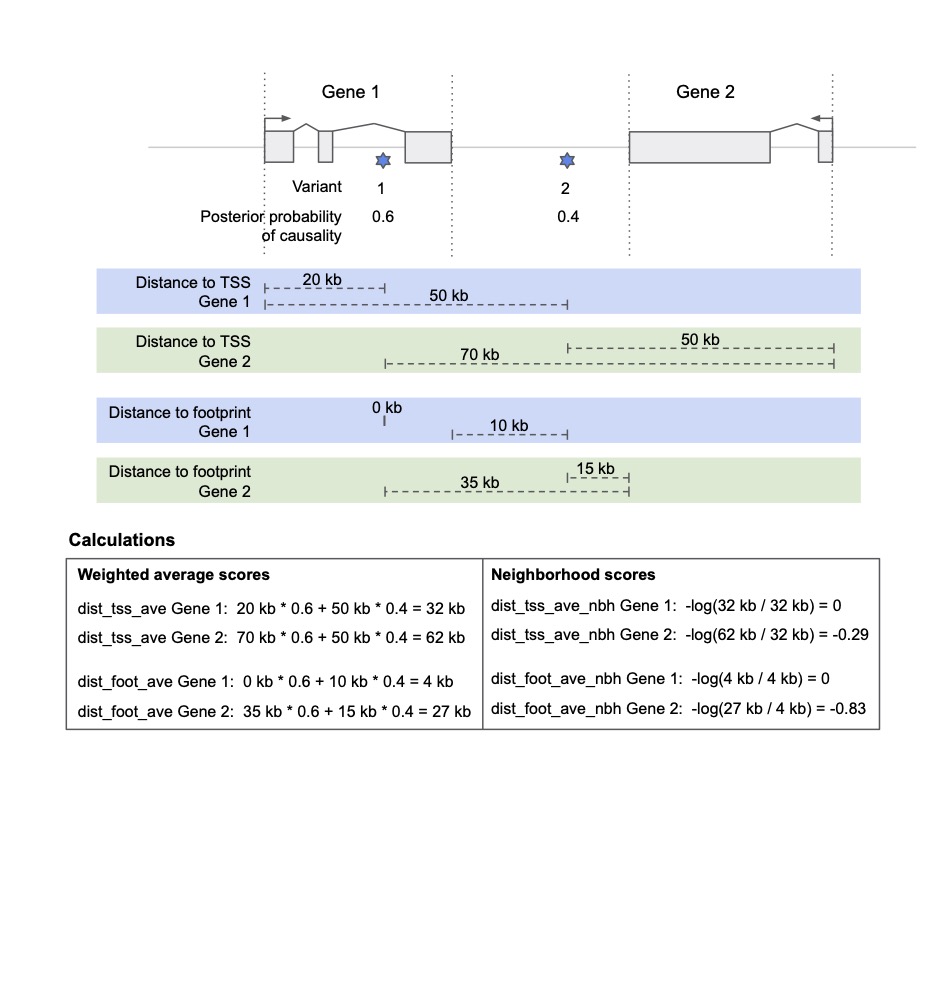 Gene 1
Gene 2
Variant
1
2
Posterior probability
of causality
0.6
0.4
Distance to TSS
Gene 1
20 kb
50 kb
Distance to TSS
Gene 2
50 kb
70 kb
Distance to footprint
Gene 1
0 kb
10 kb
Distance to footprint
Gene 2
15 kb
35 kb
Calculations
Weighted average scores
dist_tss_ave Gene 1: 20 kb * 0.6 + 50 kb * 0.4 = 32 kb
dist_tss_ave Gene 2: 70 kb * 0.6 + 50 kb * 0.4 = 62 kb
dist_foot_ave Gene 1: 0 kb * 0.6 + 10 kb * 0.4 = 4 kb
dist_foot_ave Gene 2: 35 kb * 0.6 + 15 kb * 0.4 = 27 kb
Neighborhood scores
dist_tss_ave_nbh Gene 1: -log(32 kb / 32 kb) = 0
dist_tss_ave_nbh Gene 2: -log(62 kb / 32 kb) = -0.29
dist_foot_ave_nbh Gene 1: -log(4 kb / 4 kb) = 0
dist_foot_ave_nbh Gene 2: -log(27 kb / 4 kb) = -0.83